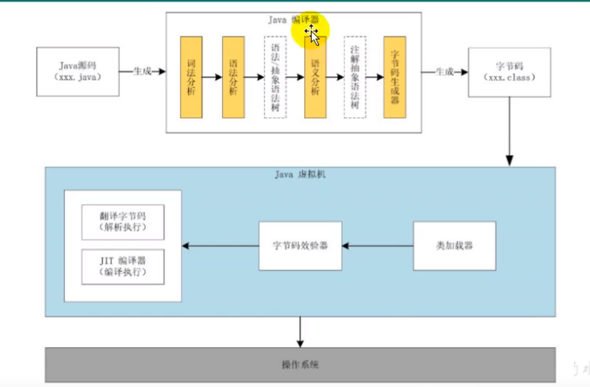 Java 编译器
Java源码
（xxx.java）
生成
词法分析
语法分析
语法/抽象语法树
语义分析
注解抽象语法树
字节码生成器
生成
字节码
（xxx.class）
Java 虚拟机
翻译字节码
（解析执行）
JIT 编译器
（编译执行）
字节码效验器
类加载器
操作系统